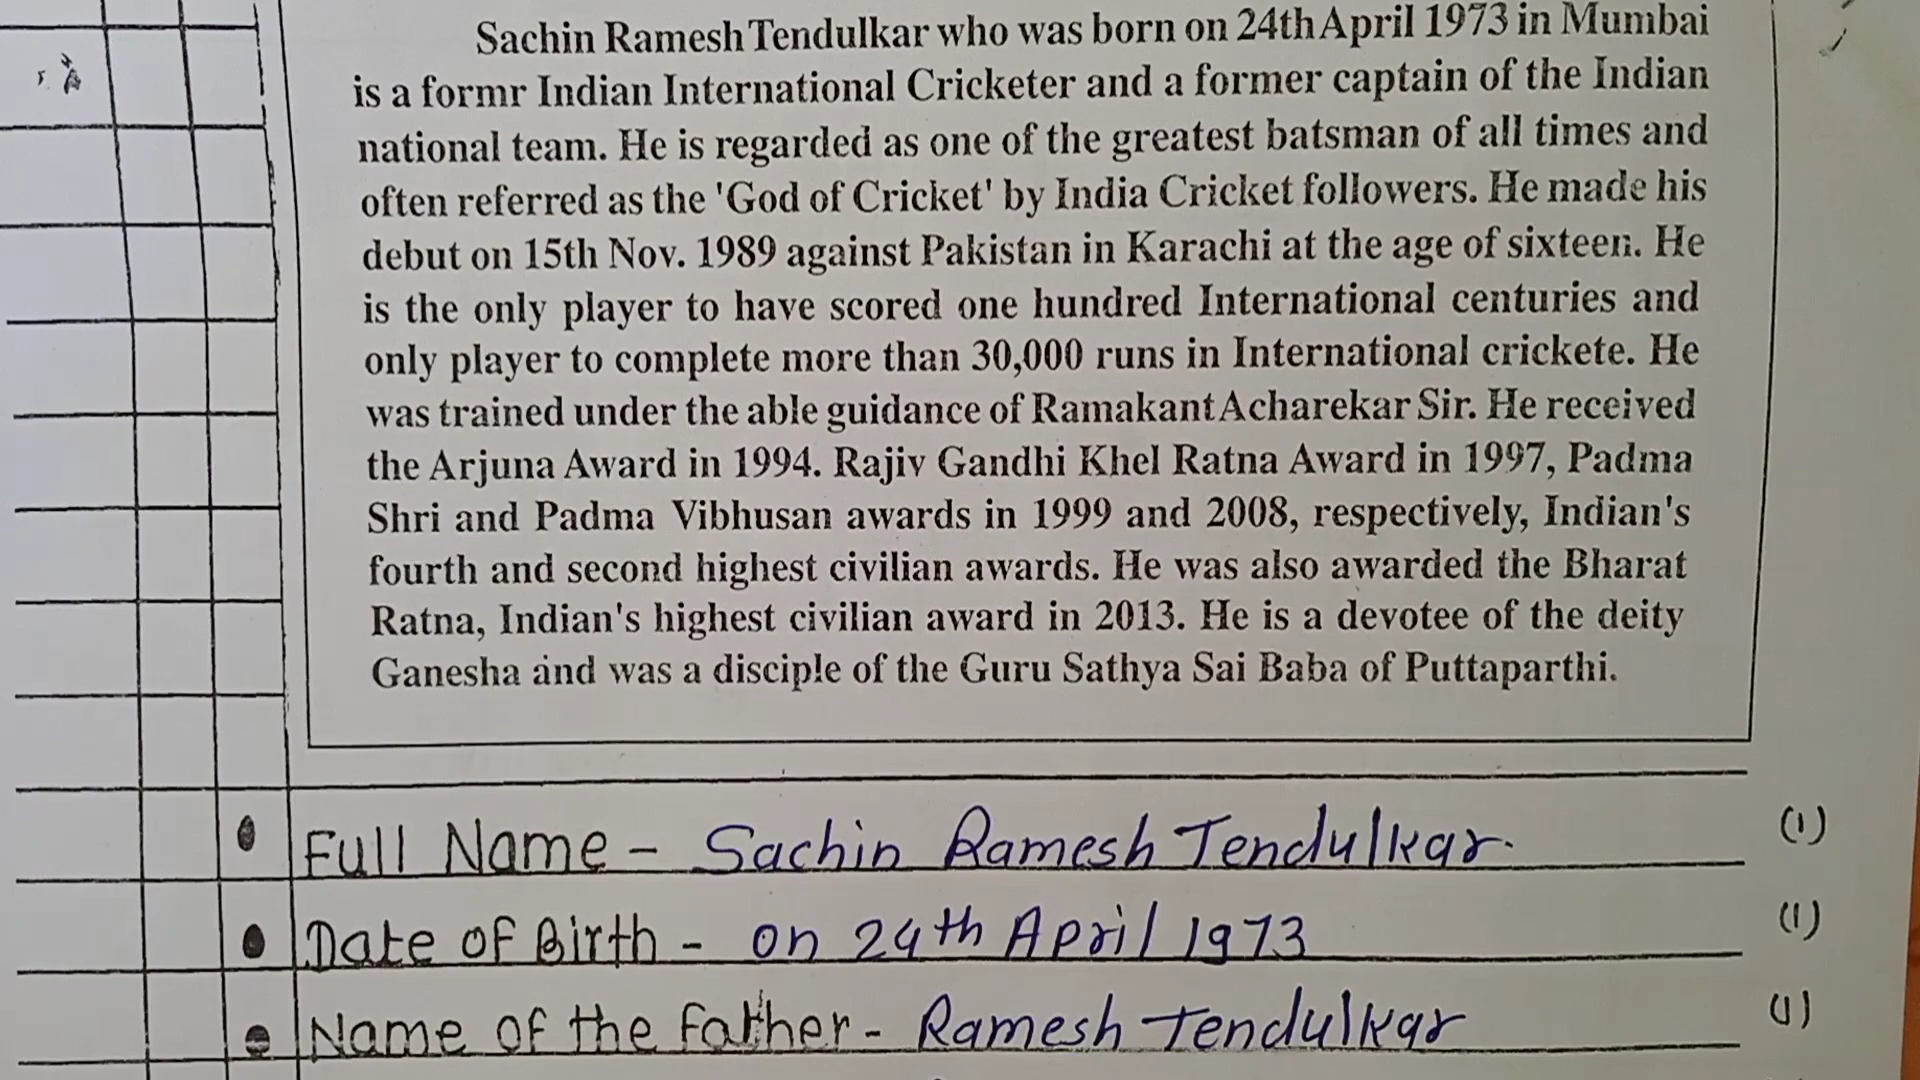 Sachin Ramesh Tendulkar who was born on 24th April 1973 in Mumbai
is a formr Indian International Cricketer and a former captain of the Indian
national team. He is regarded as one of the greatest batsman of all times and
often referred as the 'God of Cricket' by India Cricket followers. He made his
debut on 15th Nov. 1989 against Pakistan in Karachi at the age of sixteen. He
is the only player to have scored one hundred International centuries and
only player to complete more than 30,000 runs in International crickete. He
was trained under the able guidance of Ramakant Acharekar Sir. He received
the Arjuna Award in 1994. Rajiv Gandhi Khel Ratna Award in 1997, Padma
Shri and Padma Vibhusan awards in 1999 and 2008, respectively, Indian's
fourth and second highest civilian awards. He was also awarded the Bharat
Ratna, Indian's highest civilian award in 2013. He is a devotee of the deity
Ganesha and was a disciple of the Guru Sathya Sai Baba of Puttaparthi.
Full Name - Sachin Ramesh Tendulkar. (1)
Date of Birth - on 24th April 1973 (1)
Name of the Father - Ramesh Tendulkar (1)